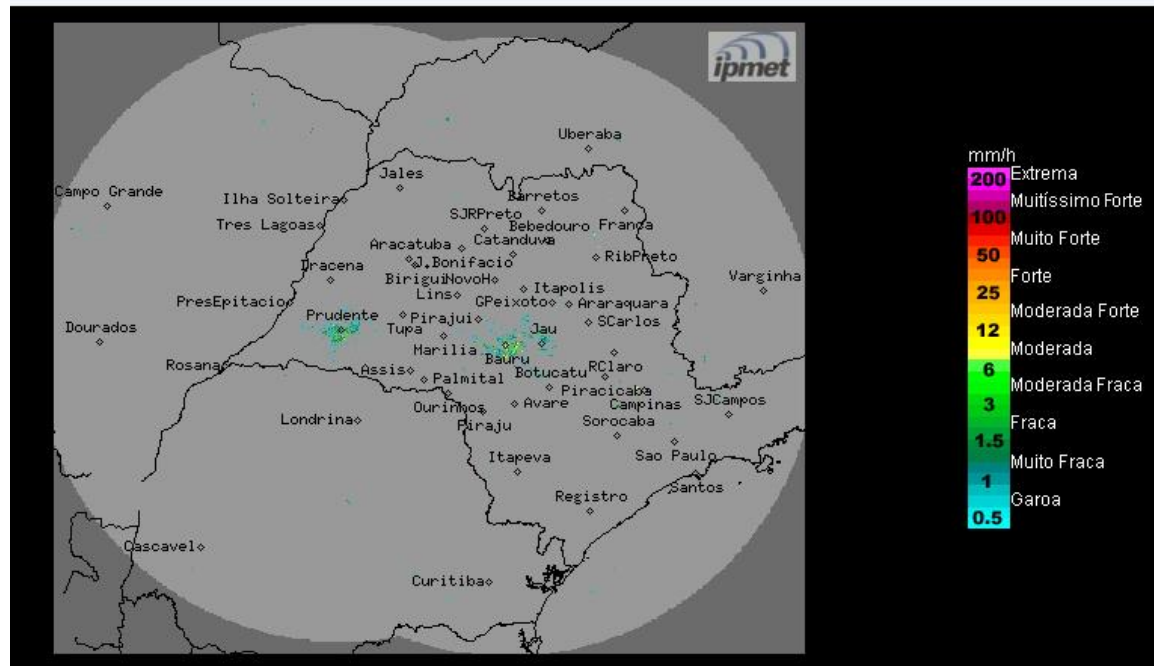 ipmet
Uberaba
Jales
Campo Grande
Ilha Solteira
Barretos
SJRPreto
Tres Lagoas
Bebedouro
Franca
Aracatuba
Catanduva
J.Bonifacio
RibPreto
Dracena
Birigui
NovoH
Varginha
Lins
Itapolis
PresEpitacio
GPeixoto
Araraquara
Prudente
Pirajui
SCarlos
Dourados
Tupa
Jau
Marilia
Bauru
Rosana
Assis
Botucatu
RClaro
Palmital
Piracicaba
Ourinhos
Avare
Campinas
SJCampos
Londrina
Piraju
Sorocaba
Itapeva
Sao Paulo
Registro
Santos
Cascavel
Curitiba
mm/h
200 Extrema
Muitíssimo Forte
100
Muito Forte
50
Forte
25
Moderada Forte
12
Moderada
6
Moderada Fraca
3
Fraca
1.5
Muito Fraca
1
Garoa
0.5